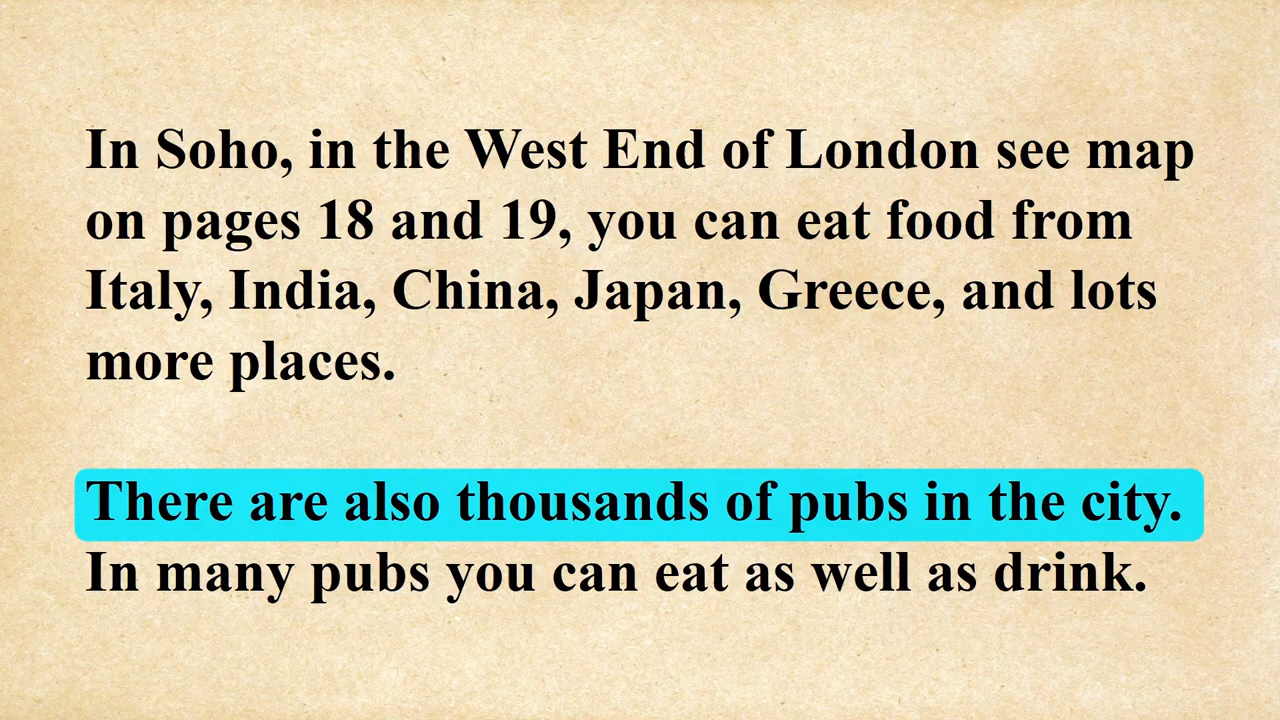 In Soho, in the West End of London see map
on pages 18 and 19, you can eat food from
Italy, India, China, Japan, Greece, and lots
more places.
There are also thousands of pubs in the city.
In many pubs you can eat as well as drink.